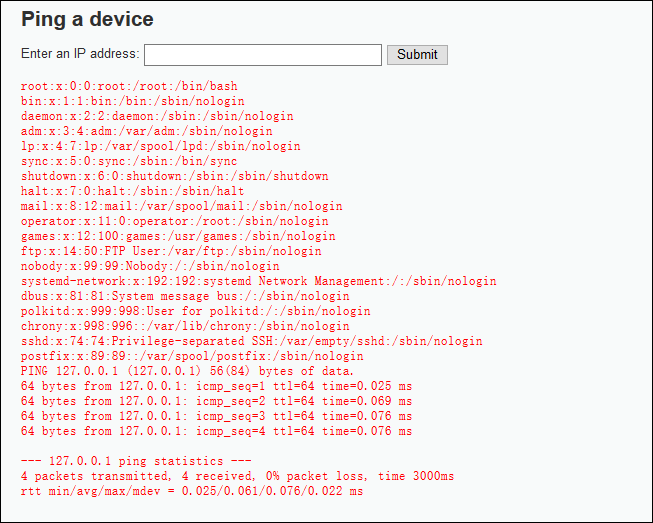 Ping a device
Enter an IP address: Submit
root:x:0:0:root:/root:/bin/bash
bin:x:1:1:bin:/bin:/sbin/nologin
daemon:x:2:2:daemon:/sbin:/sbin/nologin
adm:x:3:4:adm:/var/adm:/sbin/nologin
lp:x:4:7:lp:/var/spool/lpd:/sbin/nologin
sync:x:5:0:sync:/sbin:/bin/sync
shutdown:x:6:0:shutdown:/sbin:/sbin/shutdown
halt:x:7:0:halt:/sbin:/sbin/halt
mail:x:8:12:mail:/var/spool/mail:/sbin/nologin
operator:x:11:0:operator:/root:/sbin/nologin
games:x:12:100:games:/usr/games:/sbin/nologin
ftp:x:14:50:FTP User:/var/ftp:/sbin/nologin
nobody:x:99:99:Nobody:/:/sbin/nologin
systemd-network:x:192:192:systemd Network Management:/:/sbin/nologin
dbus:x:81:81:System message bus:/:/sbin/nologin
polkitd:x:999:998:User for polkitd:/:/sbin/nologin
chrony:x:998:996::/var/lib/chrony:/sbin/nologin
sshd:x:74:74:Privilege-separated SSH:/var/empty/sshd:/sbin/nologin
postfix:x:89:89::/var/spool/postfix:/sbin/nologin
PING 127.0.0.1 (127.0.0.1) 56(84) bytes of data.
64 bytes from 127.0.0.1: icmp_seq=1 ttl=64 time=0.025 ms
64 bytes from 127.0.0.1: icmp_seq=2 ttl=64 time=0.069 ms
64 bytes from 127.0.0.1: icmp_seq=3 ttl=64 time=0.076 ms
64 bytes from 127.0.0.1: icmp_seq=4 ttl=64 time=0.076 ms
--- 127.0.0.1 ping statistics ---
4 packets transmitted, 4 received, 0% packet loss, time 3000ms
rtt min/avg/max/mdev = 0.025/0.061/0.076/0.022 ms